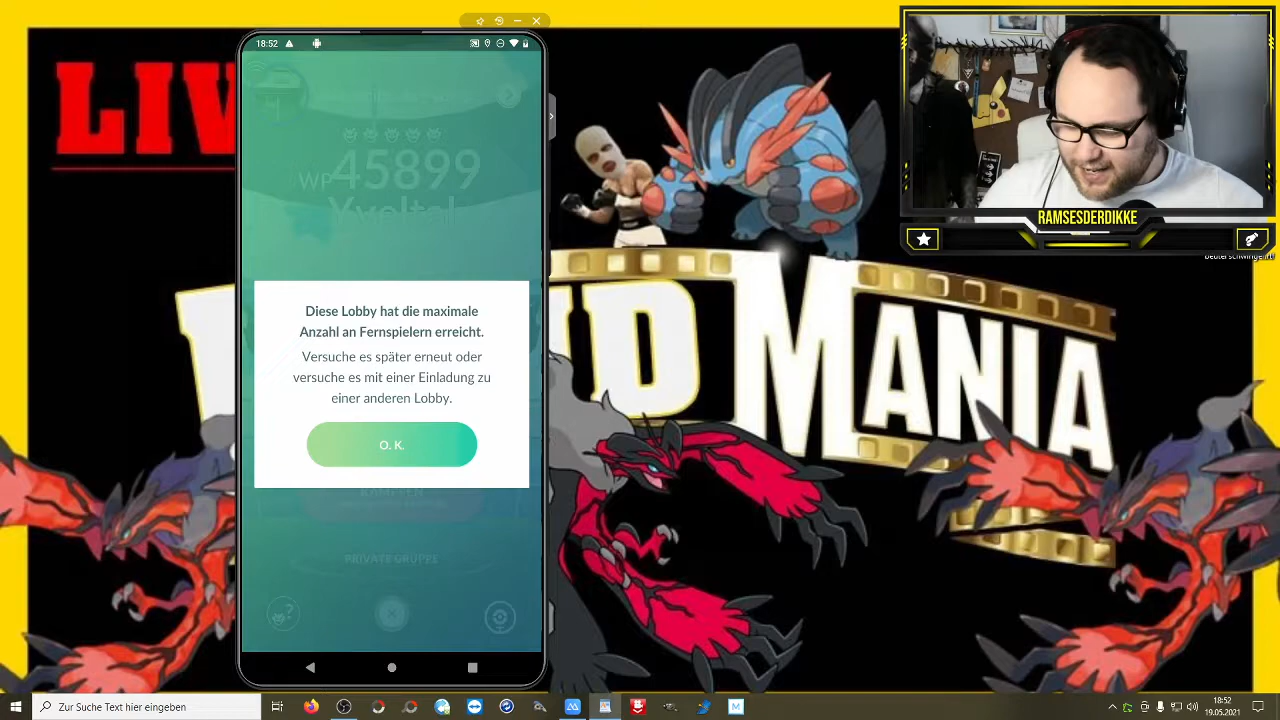 LIV
18:52
WP45899
Yveltal
Diese Lobby hat die maximale
Anzahl an Fernspielern erreicht.
Versuche es später erneut oder
versuche es mit einer Einladung zu
einer anderen Lobby.
O. K.
KÄMPFEN
PRIVATE GRUPPE
D MANIA
RAMSESDERDIKKE
Zur Suche Text hier eingeben
M
18:52
19.05.2021